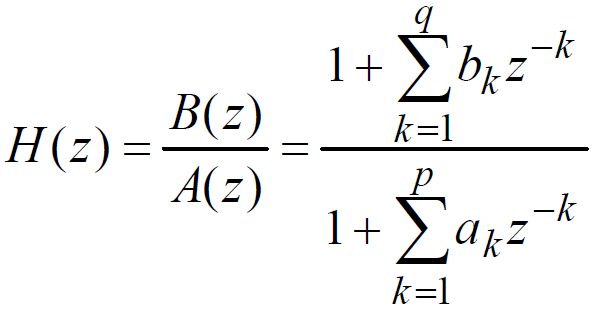 H(z) = B(z)/A(z) = (1 + ∑_{k=1}^{q} b_k z^{-k})/(1 + ∑_{k=1}^{p} a_k z^{-k})